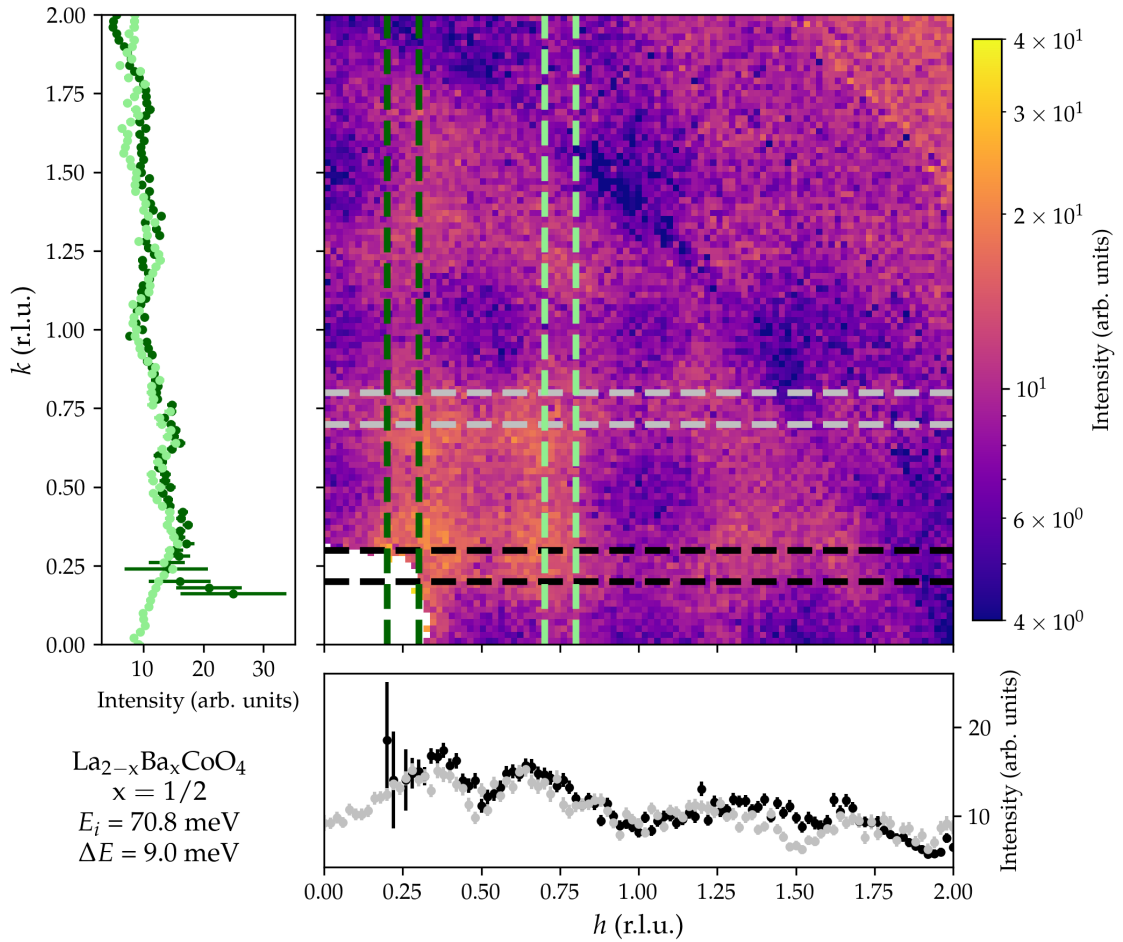 2.00
1.75
1.50
1.25
1.00
0.75
0.50
0.25
0.00
k (r.l.u.)
10 20 30
Intensity (arb. units)
4 × 10¹
3 × 10¹
2 × 10¹
10¹
6 × 10⁰
4 × 10⁰
Intensity (arb. units)
La₂₋ₓBaₓCoO₄
x = 1/2
Eᵢ = 70.8 meV
ΔE = 9.0 meV
20
10
Intensity (arb. units)
0.00 0.25 0.50 0.75 1.00 1.25 1.50 1.75 2.00
h (r.l.u.)